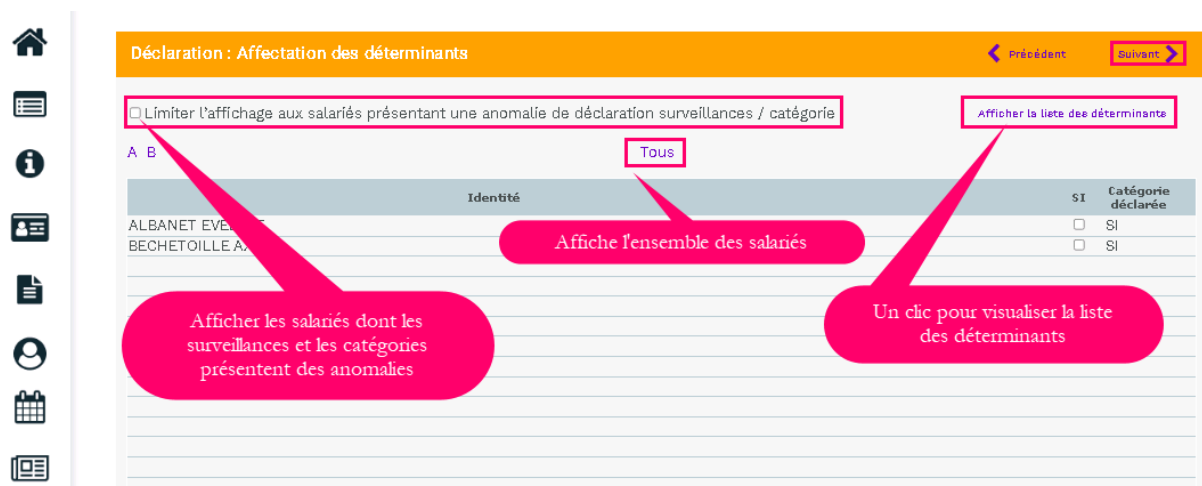 Déclaration : Affectation des déterminants
Précédent
Suivant
Limiter l'affichage aux salariés présentant une anomalie de déclaration surveillances / catégorie
Afficher la liste des déterminants
A B
Tous
Identité
SI
Catégorie
déclarée
ALBANET
SI
BECHETOILLE
SI
Affiche l'ensemble des salariés
Un clic pour visualiser la liste
des déterminants
Afficher les salariés dont les
surveillances et les catégories
présentent des anomalies